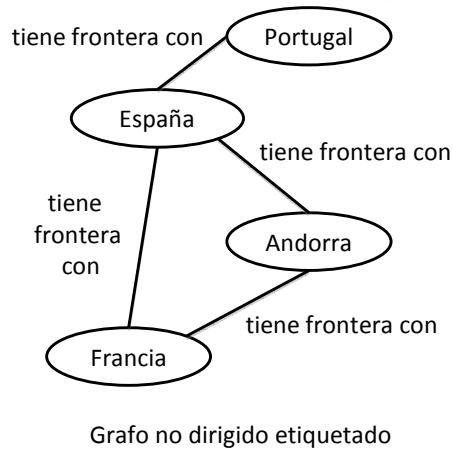 tiene frontera con
Portugal
España
tiene frontera con
tiene
frontera
con
Andorra
tiene frontera con
Francia
Grafo no dirigido etiquetado